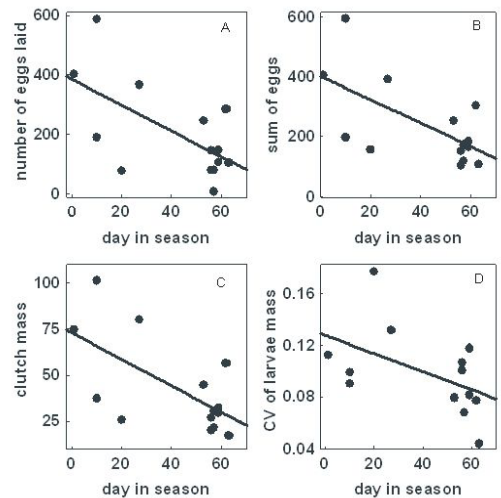 A
number of eggs laid
600
400
200
0
0 20 40 60
day in season
B
sum of eggs
600
400
200
0
0 20 40 60
day in season
C
clutch mass
100
75
50
25
0 20 40 60
day in season
D
CV of larvae mass
0.16
0.12
0.08
0.04
0 20 40 60
day in season